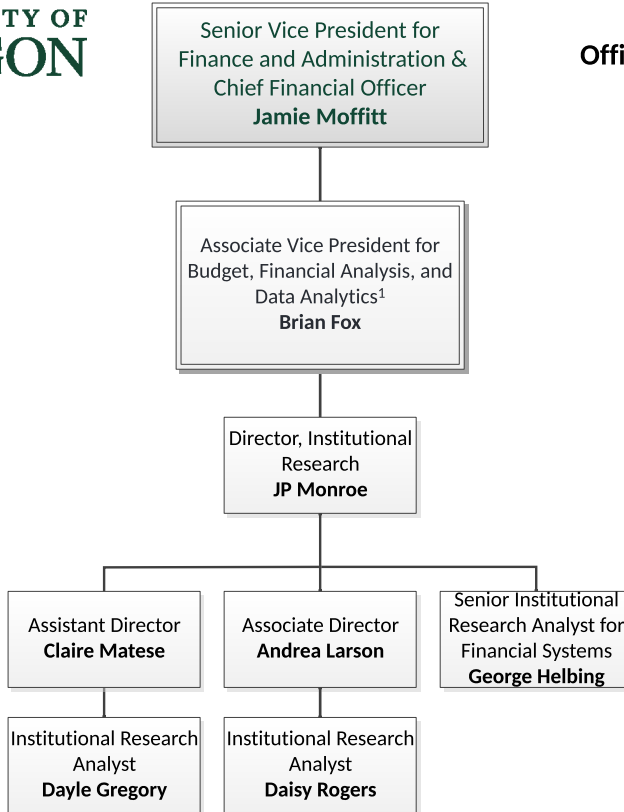 TY OF
GON
Senior Vice President for
Finance and Administration &
Chief Financial Officer
Jamie Moffitt
Offi
Associate Vice President for
Budget, Financial Analysis, and
Data Analytics¹
Brian Fox
Director, Institutional
Research
JP Monroe
Assistant Director
Claire Matese
Associate Director
Andrea Larson
Senior Institutional
Research Analyst for
Financial Systems
George Helbing
Institutional Research
Analyst
Dayle Gregory
Institutional Research
Analyst
Daisy Rogers